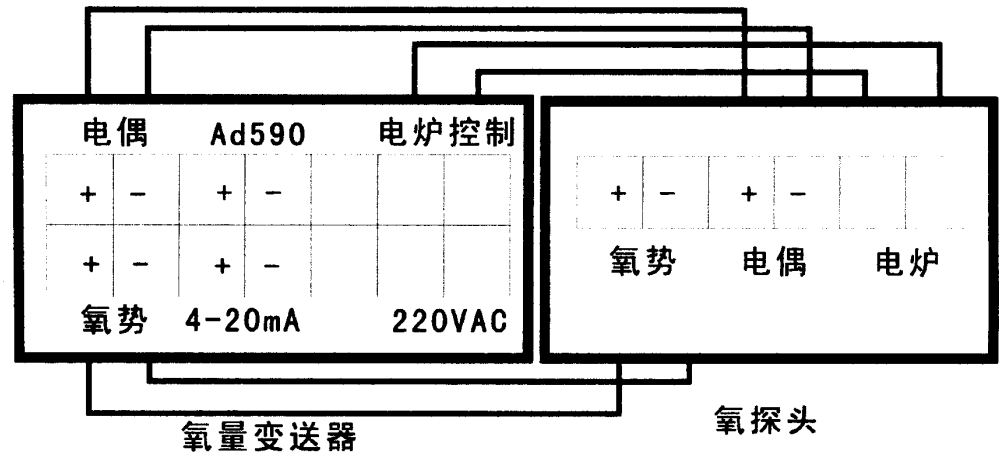 电偶 Ad590 电炉控制
+ - + -
+ - + -
氧势 4-20mA 220VAC
氧量变送器
+ - + -
氧势 电偶 电炉
氧探头